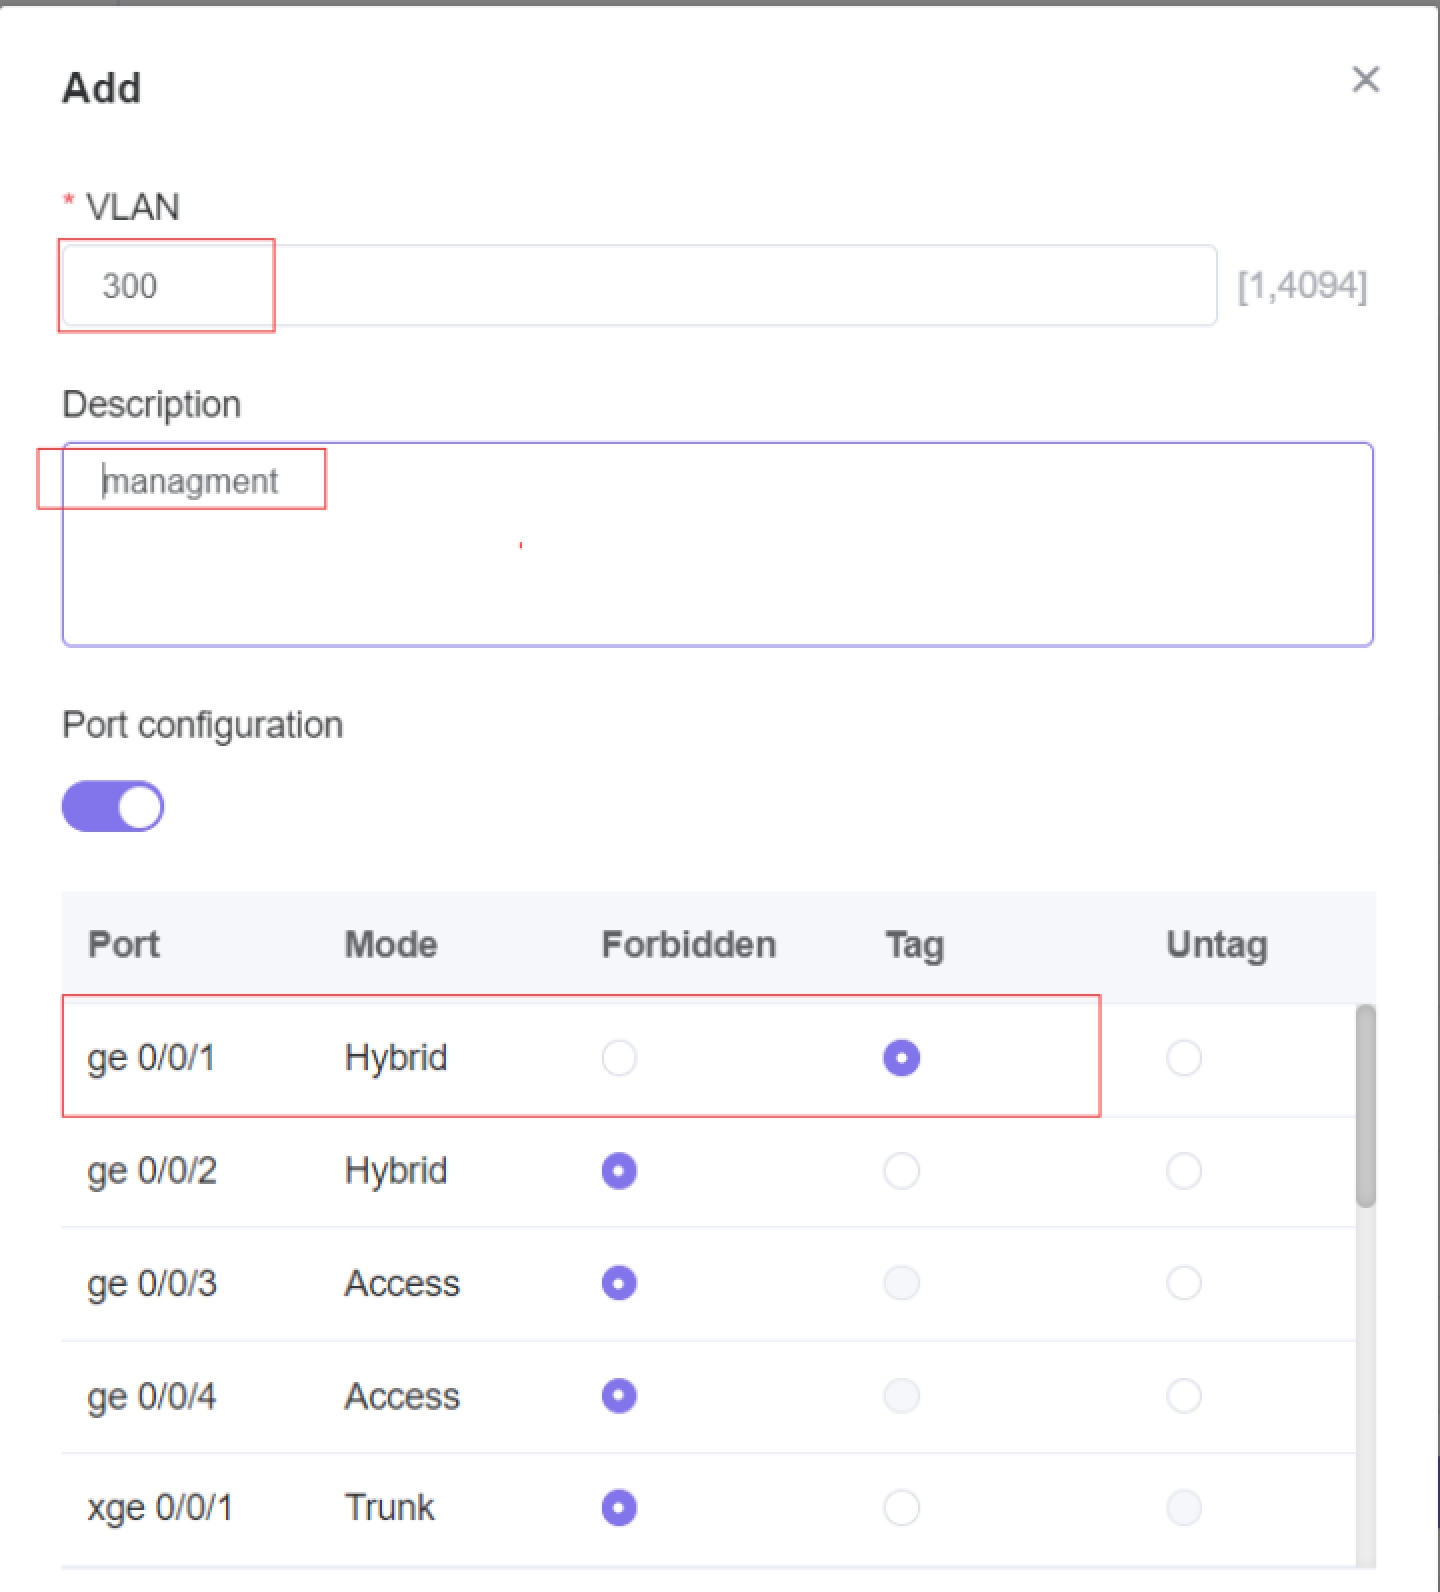 Add
* VLAN
300 [1,4094]
Description
managment
Port configuration
Port Mode Forbidden Tag Untag
ge 0/0/1 Hybrid
ge 0/0/2 Hybrid
ge 0/0/3 Access
ge 0/0/4 Access
xge 0/0/1 Trunk